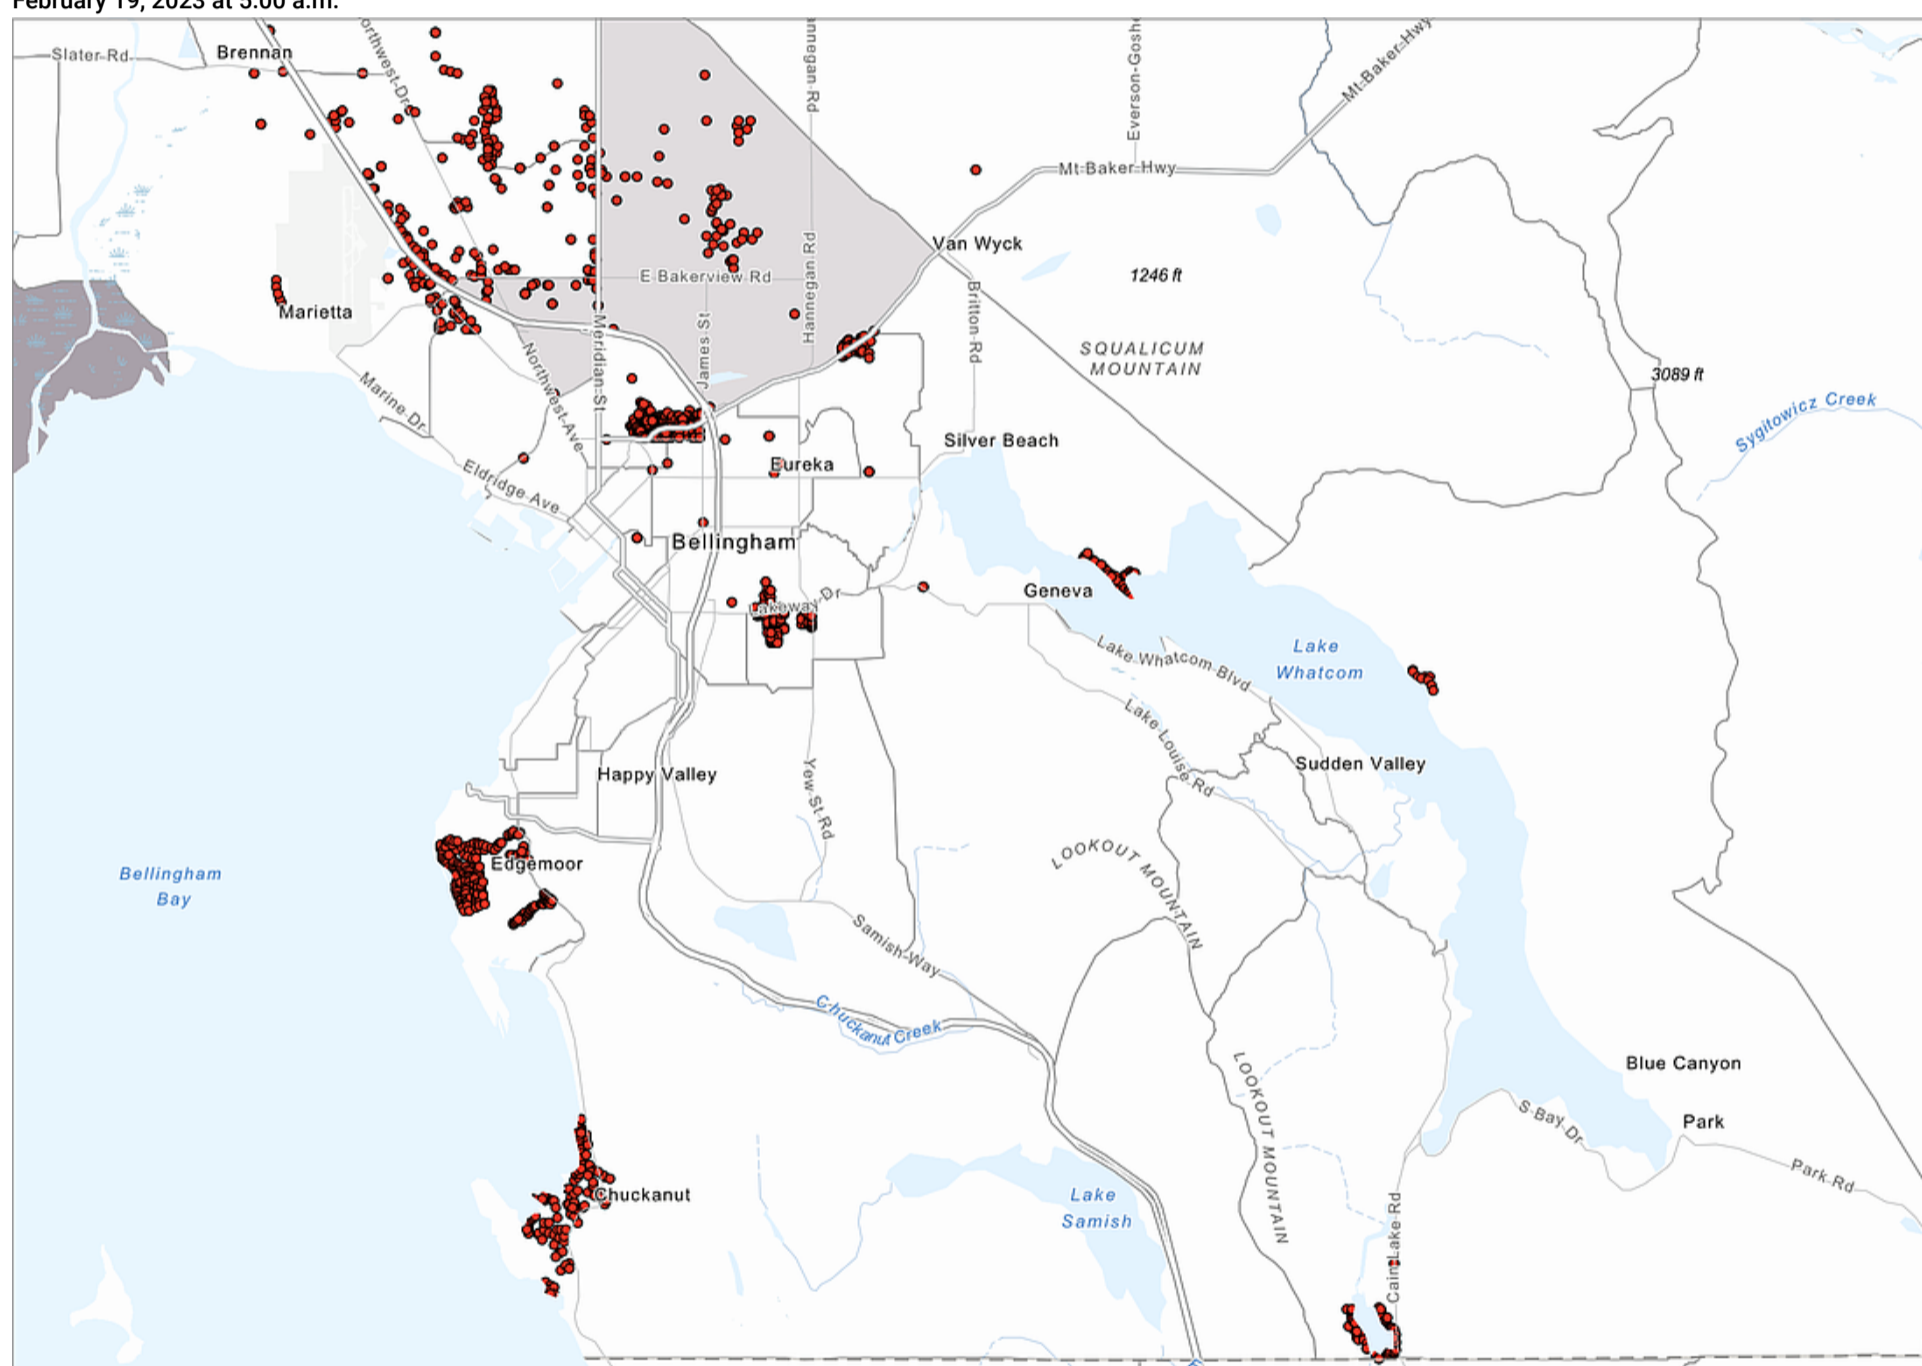 February 19, 2023 at 5:00 a.m.
Slater Rd
Brennan
Northwest-Dr
nnegan-Rd
Everson-Gosh
Mt-Baker-Hwy
Mt-Baker-Hwy
Van Wyck
1246 ft
E Bakerview Rd
Hannegan-Rd
Britton-Rd
Marietta
Meridian-St
James St
SQUALICUM
MOUNTAIN
3089 ft
Northwest-Ave
Marine-Dr
Sygitowicz Creek
Silver Beach
Eureka
Eldridge-Ave
Bellingham
Geneva
Lakeway-Dr
Lake
Whatcom
Lake-Whatcom-Blvd
Lake-Louise-Rd
Sudden Valley
Happy Valley
Yew-St-Rd
LOOKOUT MOUNTAIN
Edgemoor
Bellingham
Bay
Samish-Way
Chuckanut Creek
LOOKOUT MOUNTAIN
Blue Canyon
S-Bay-Dr
Park
Park-Rd
Chuckanut
Lake
Samish
Cain-Lake-Rd